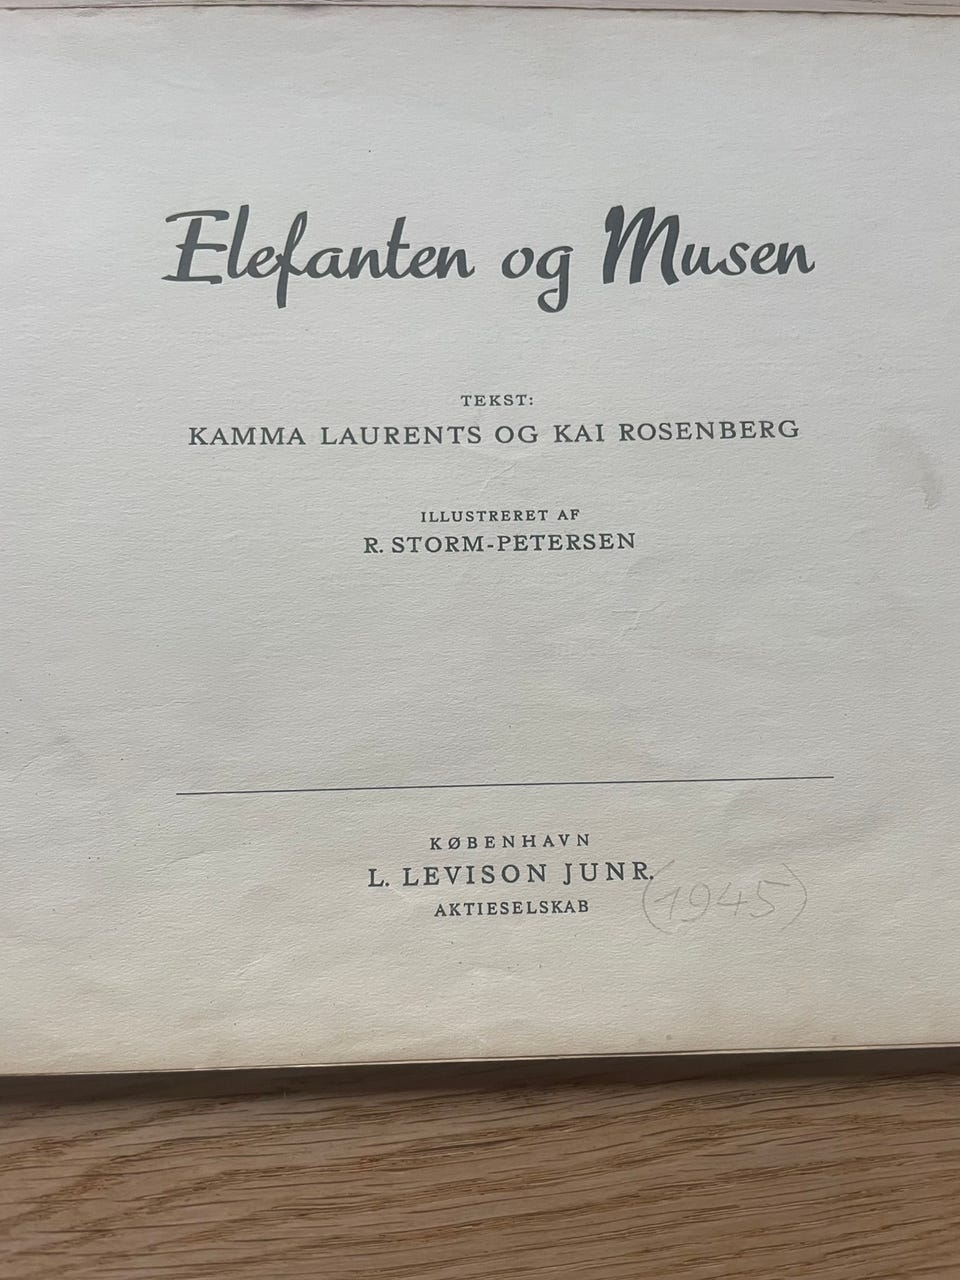 Elefanten og Musen
TEKST:
KAMMA LAURENTS OG KAI ROSENBERG
ILLUSTRERET AF
R. STORM-PETERSEN
KØBENHAVN
L. LEVISON JUNR.
AKTIESELSKAB
(1945)